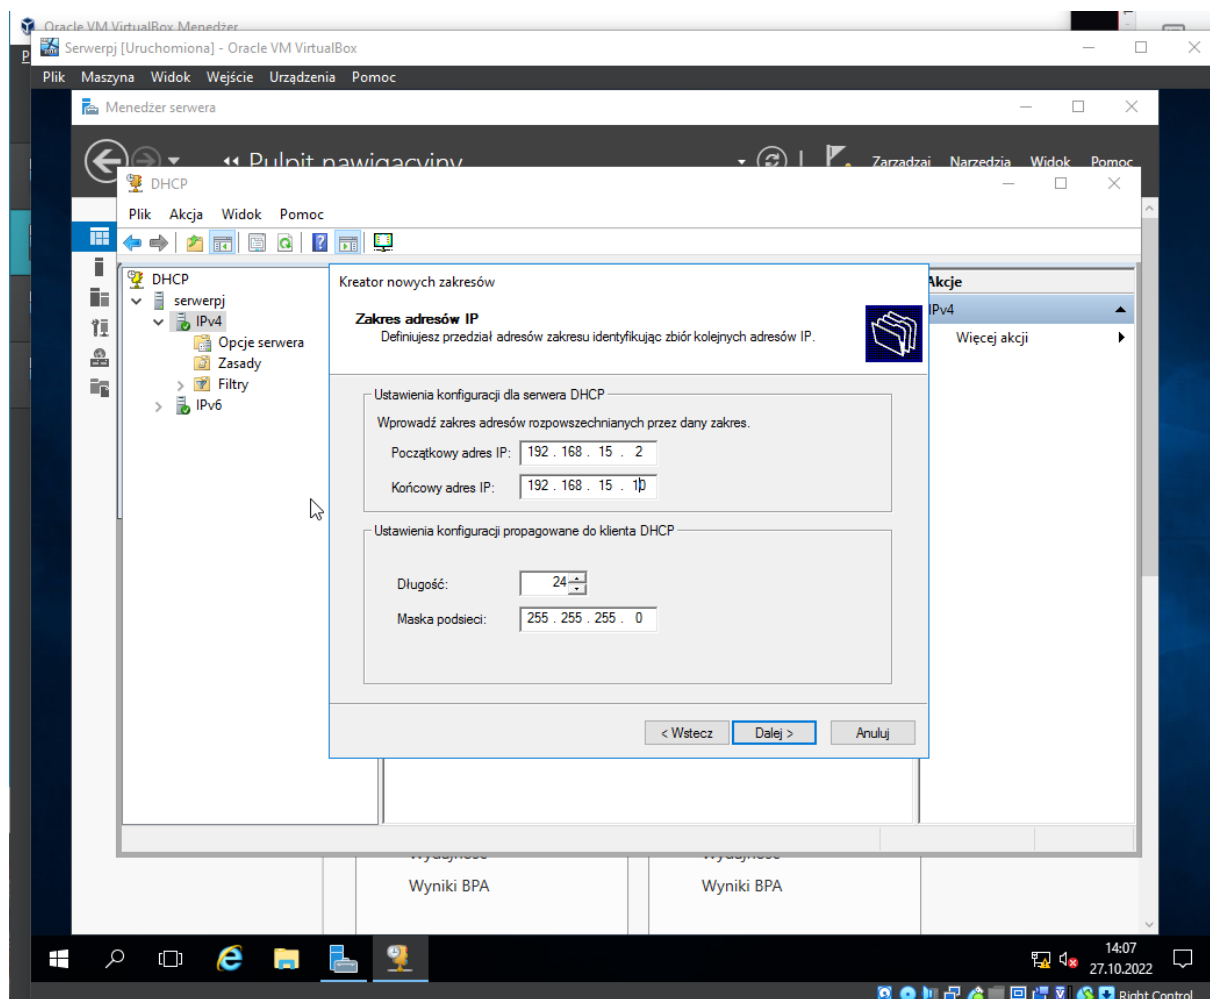 Oracle VM VirtualBox Menedżer
Serwerpj [Uruchomiona] - Oracle VM VirtualBox
Plik Maszyna Widok Wejście Urządzenia Pomoc
Menedżer serwera
Pulpit nawigacyjny
Zarządzaj Narzędzia Widok Pomoc
DHCP
Plik Akcja Widok Pomoc
DHCP
serwerpj
IPv4
Opcje serwera
Zasady
Filtry
IPv6
Kreator nowych zakresów
Zakres adresów IP
Definiujesz przedział adresów zakresu identyfikując zbiór kolejnych adresów IP.
Ustawienia konfiguracji dla serwera DHCP
Wprowadź zakres adresów rozpowszechnianych przez dany zakres.
Początkowy adres IP: 192 . 168 . 15 . 2
Końcowy adres IP: 192 . 168 . 15 . 10
Ustawienia konfiguracji propagowane do klienta DHCP
Długość: 24
Maska podsieci: 255 . 255 . 255 . 0
< Wstecz Dalej > Anuluj
Akcje
IPv4
Więcej akcji
Wydajność Wydajność
Wyniki BPA Wyniki BPA
14:07
27.10.2022
Right Control